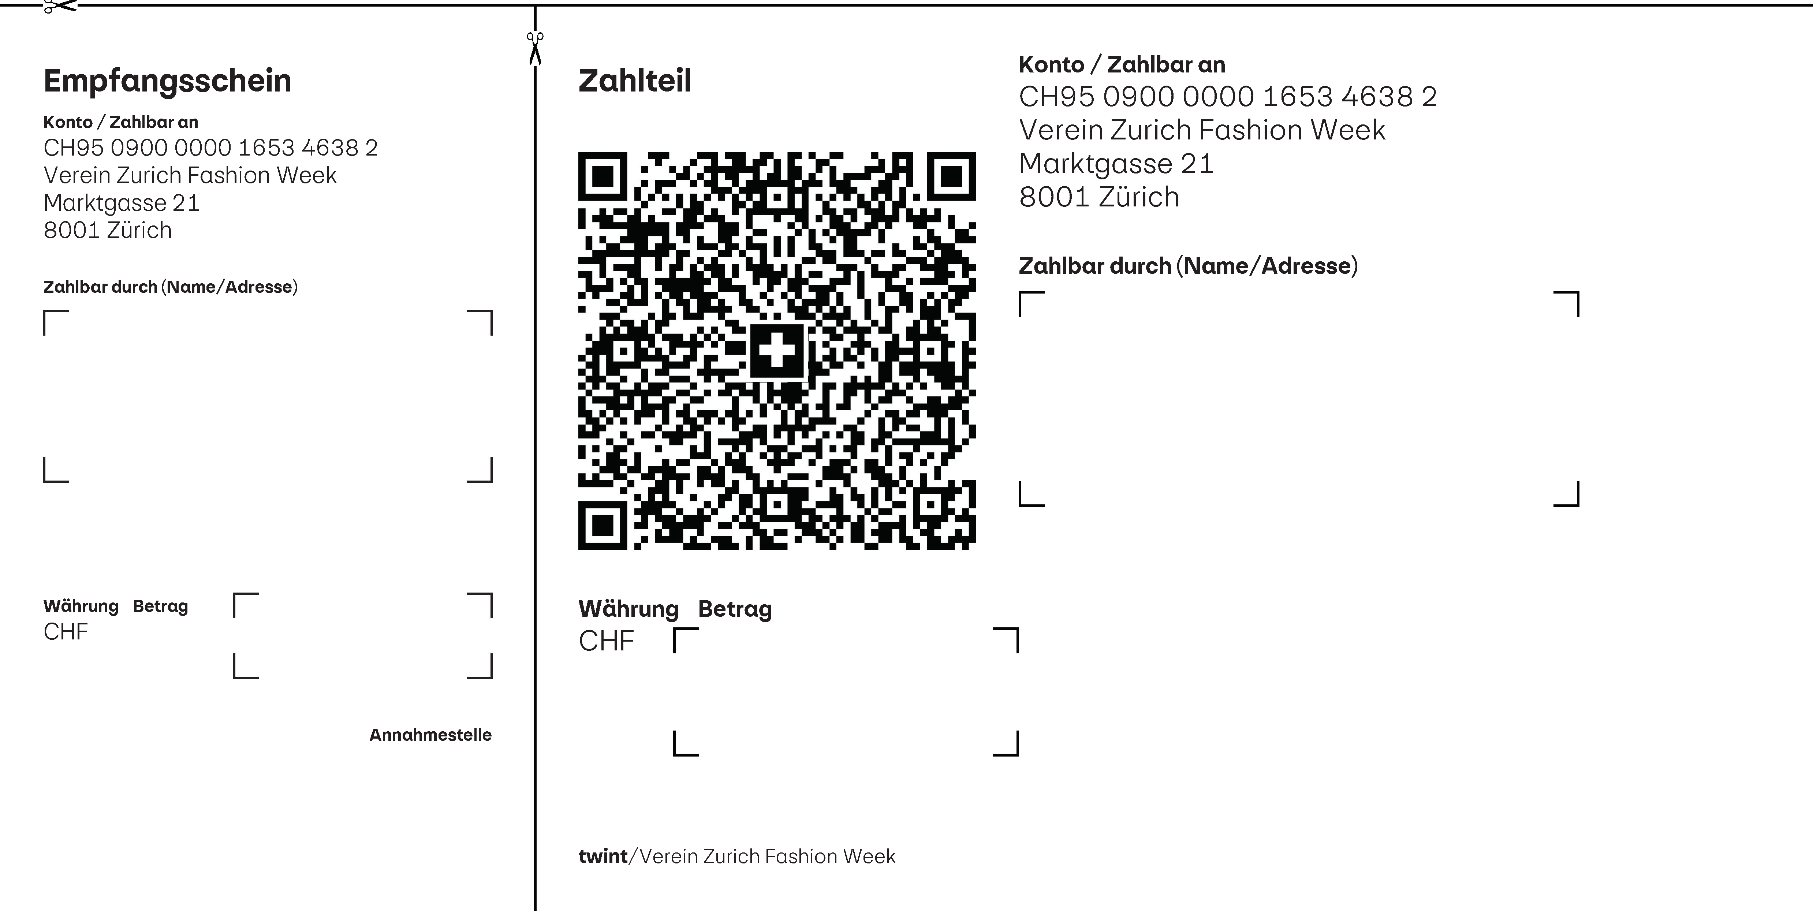 Empfangsschein
Konto / Zahlbar an
CH95 0900 0000 1653 4638 2
Verein Zurich Fashion Week
Marktgasse 21
8001 Zürich
Zahlbar durch (Name/Adresse)
Währung Betrag
CHF
Annahmestelle
Zahlteil
Währung Betrag
CHF
twint/Verein Zurich Fashion Week
Konto / Zahlbar an
CH95 0900 0000 1653 4638 2
Verein Zurich Fashion Week
Marktgasse 21
8001 Zürich
Zahlbar durch (Name/Adresse)